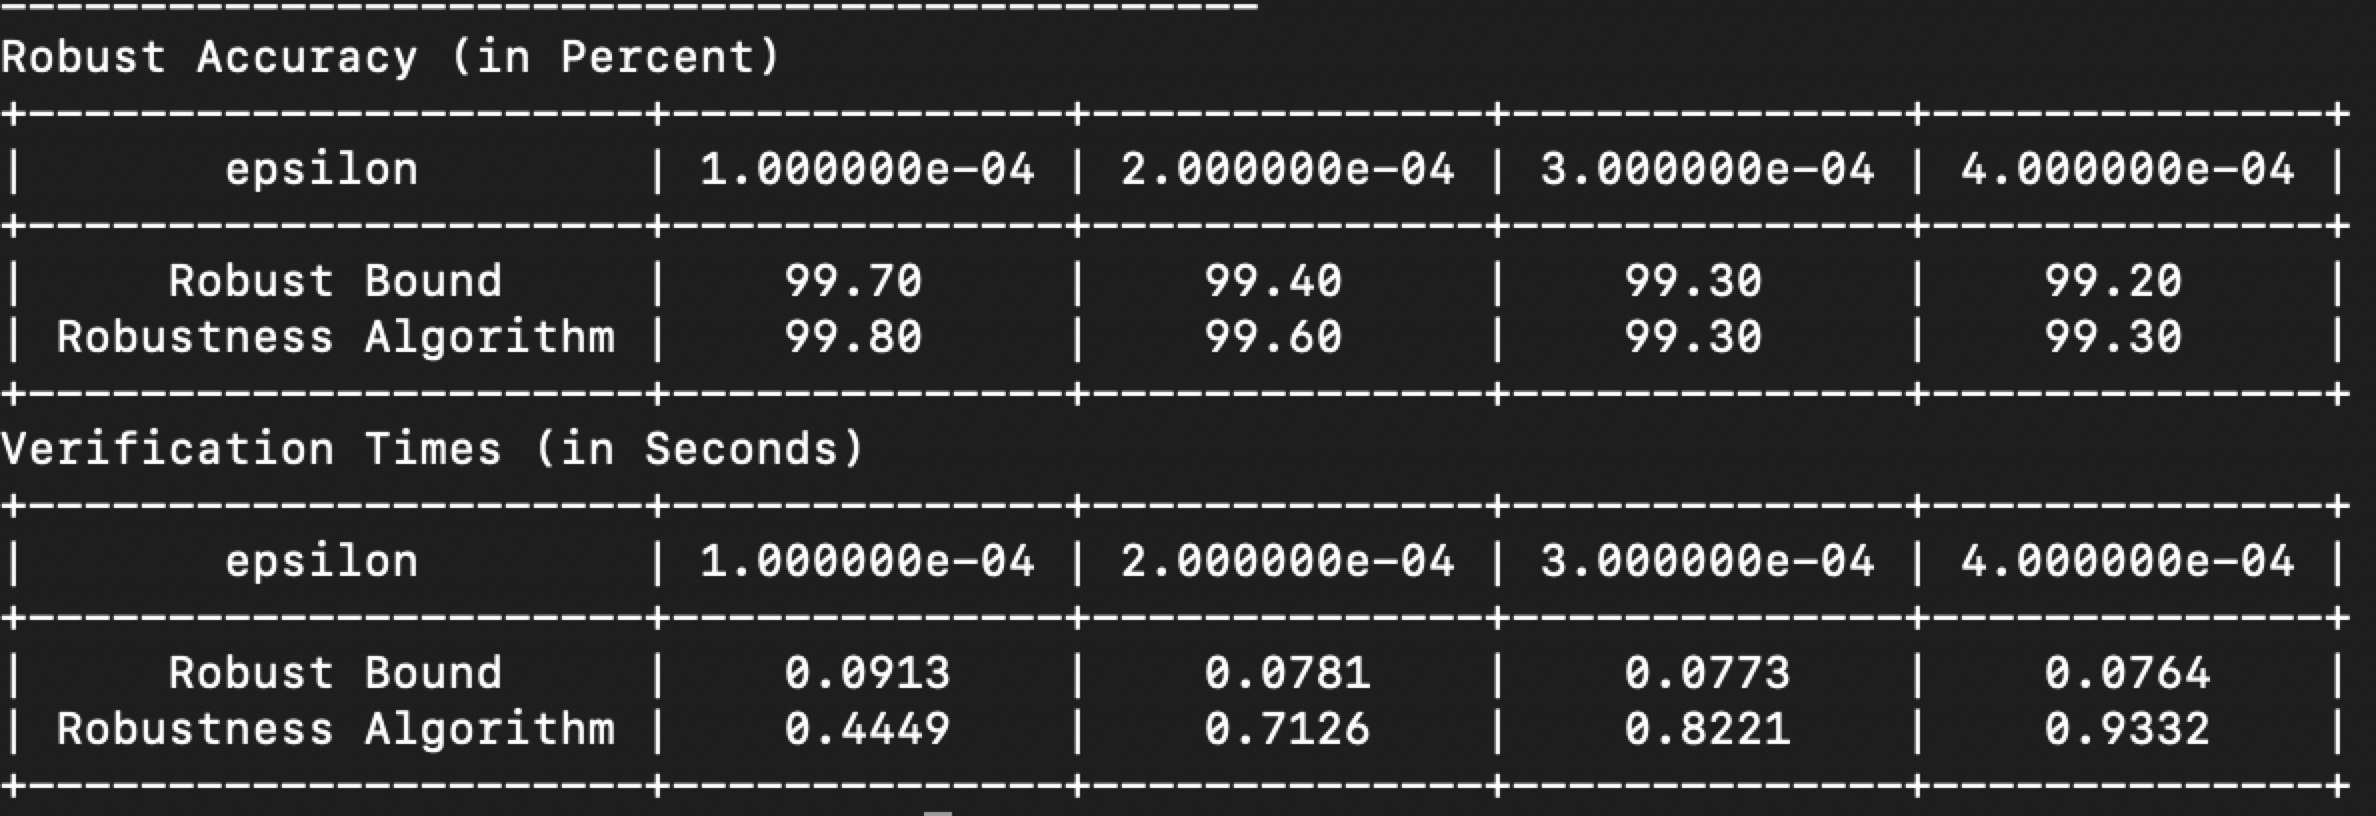 ---------------------------------------------
Robust Accuracy (in Percent)
+----------------------+--------------+--------------+--------------+--------------+
|       epsilon        | 1.000000e-04 | 2.000000e-04 | 3.000000e-04 | 4.000000e-04 |
+----------------------+--------------+--------------+--------------+--------------+
|     Robust Bound     |    99.70     |    99.40     |    99.30     |    99.20     |
| Robustness Algorithm |    99.80     |    99.60     |    99.30     |    99.30     |
+----------------------+--------------+--------------+--------------+--------------+
Verification Times (in Seconds)
+----------------------+--------------+--------------+--------------+--------------+
|       epsilon        | 1.000000e-04 | 2.000000e-04 | 3.000000e-04 | 4.000000e-04 |
+----------------------+--------------+--------------+--------------+--------------+
|     Robust Bound     |    0.0913    |    0.0781    |    0.0773    |    0.0764    |
| Robustness Algorithm |    0.4449    |    0.7126    |    0.8221    |    0.9332    |
+----------------------+--------------+--------------+--------------+--------------+